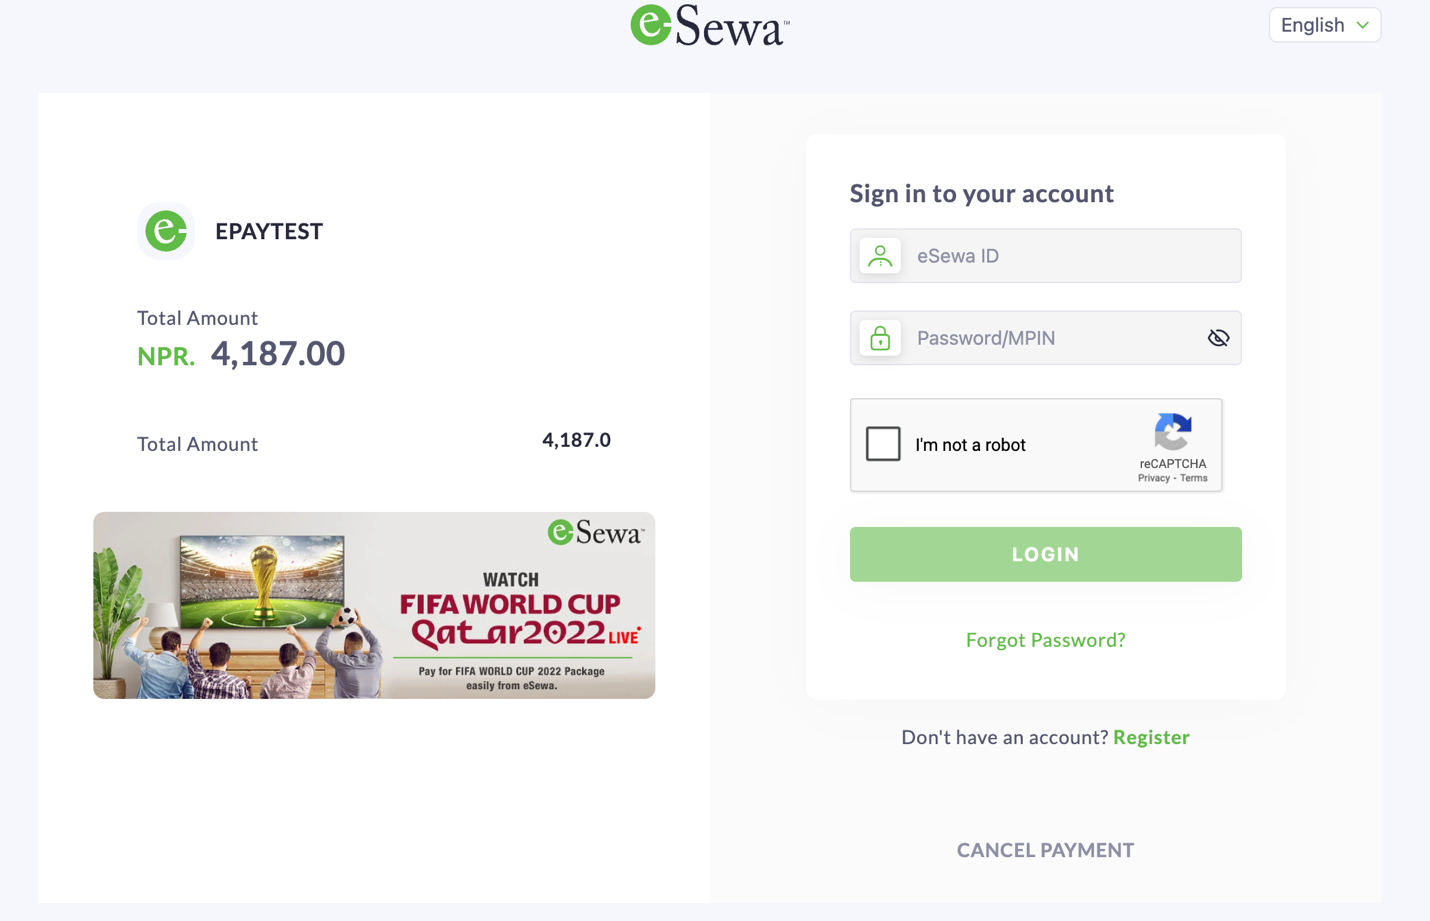 e-Sewa™
English
EPAYTEST
Total Amount
NPR. 4,187.00
Total Amount 4,187.0
e-Sewa™
WATCH
FIFA WORLD CUP
Qatar2022 LIVE
Pay for FIFA WORLD CUP 2022 Package
easily from eSewa.
Sign in to your account
eSewa ID
Password/MPIN
I'm not a robot
reCAPTCHA
Privacy - Terms
LOGIN
Forgot Password?
Don't have an account? Register
CANCEL PAYMENT